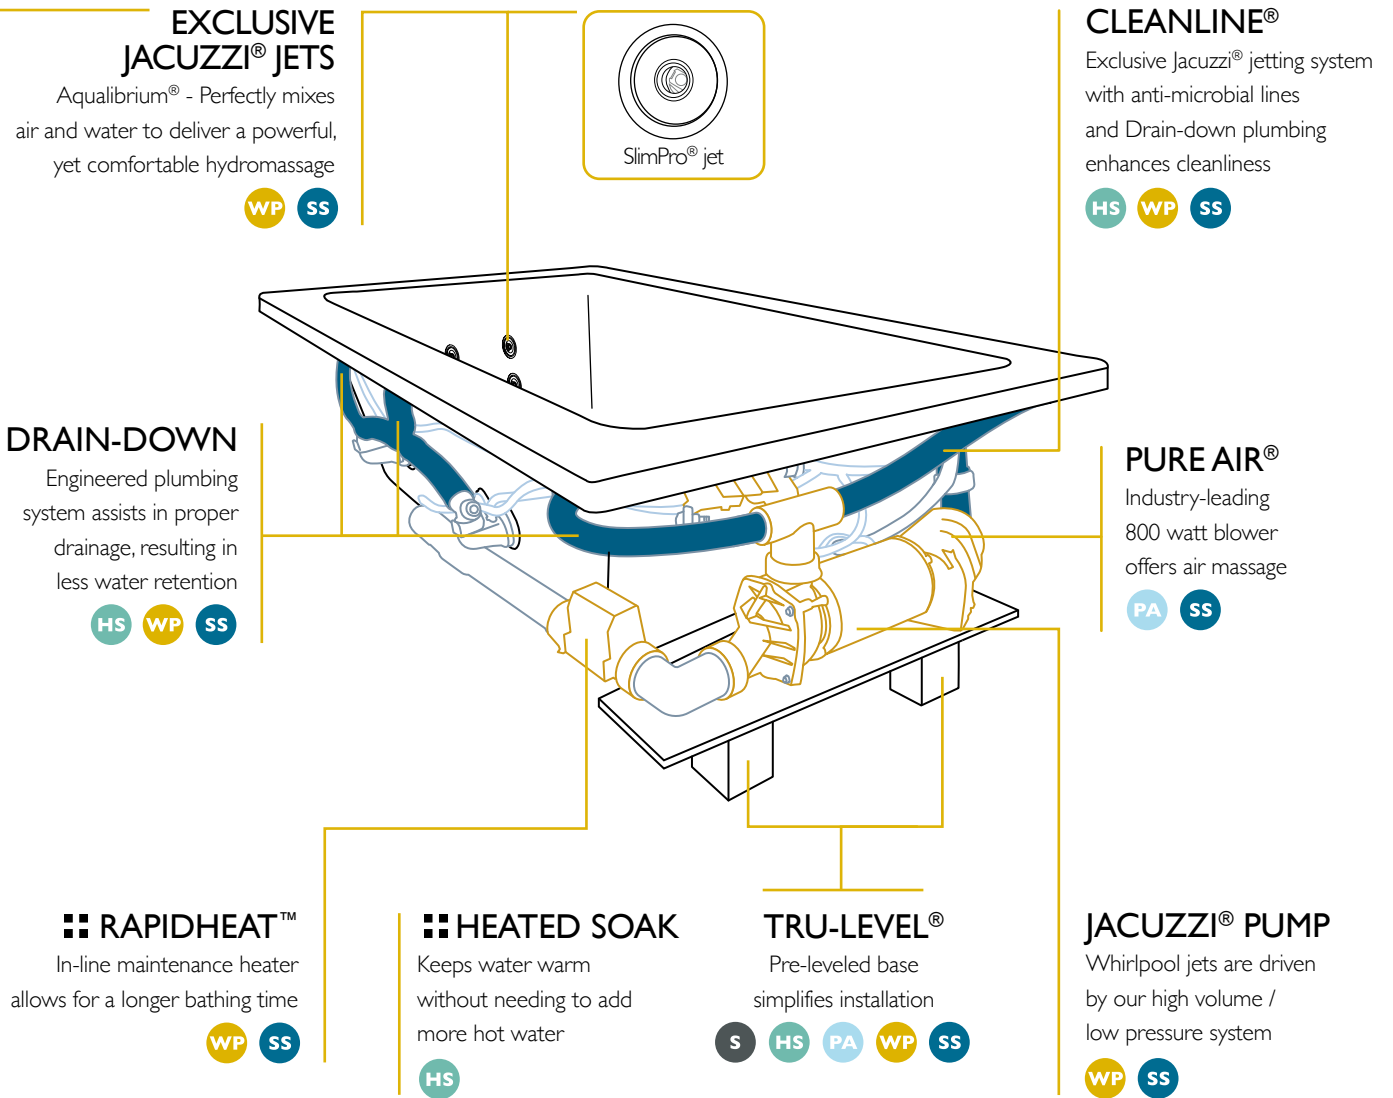 EXCLUSIVE
JACUZZI® JETS
Aqualibrium® - Perfectly mixes
air and water to deliver a powerful,
yet comfortable hydromassage
WP SS
SlimPro® jet
CLEANLINE®
Exclusive Jacuzzi® jetting system
with anti-microbial lines
and Drain-down plumbing
enhances cleanliness
HS WP SS
DRAIN-DOWN
Engineered plumbing
system assists in proper
drainage, resulting in
less water retention
HS WP SS
PURE AIR®
Industry-leading
800 watt blower
offers air massage
PA SS
RAPIDHEAT™
In-line maintenance heater
allows for a longer bathing time
WP SS
HEATED SOAK
Keeps water warm
without needing to add
more hot water
HS
TRU-LEVEL®
Pre-leveled base
simplifies installation
S HS PA WP SS
JACUZZI® PUMP
Whirlpool jets are driven
by our high volume /
low pressure system
WP SS